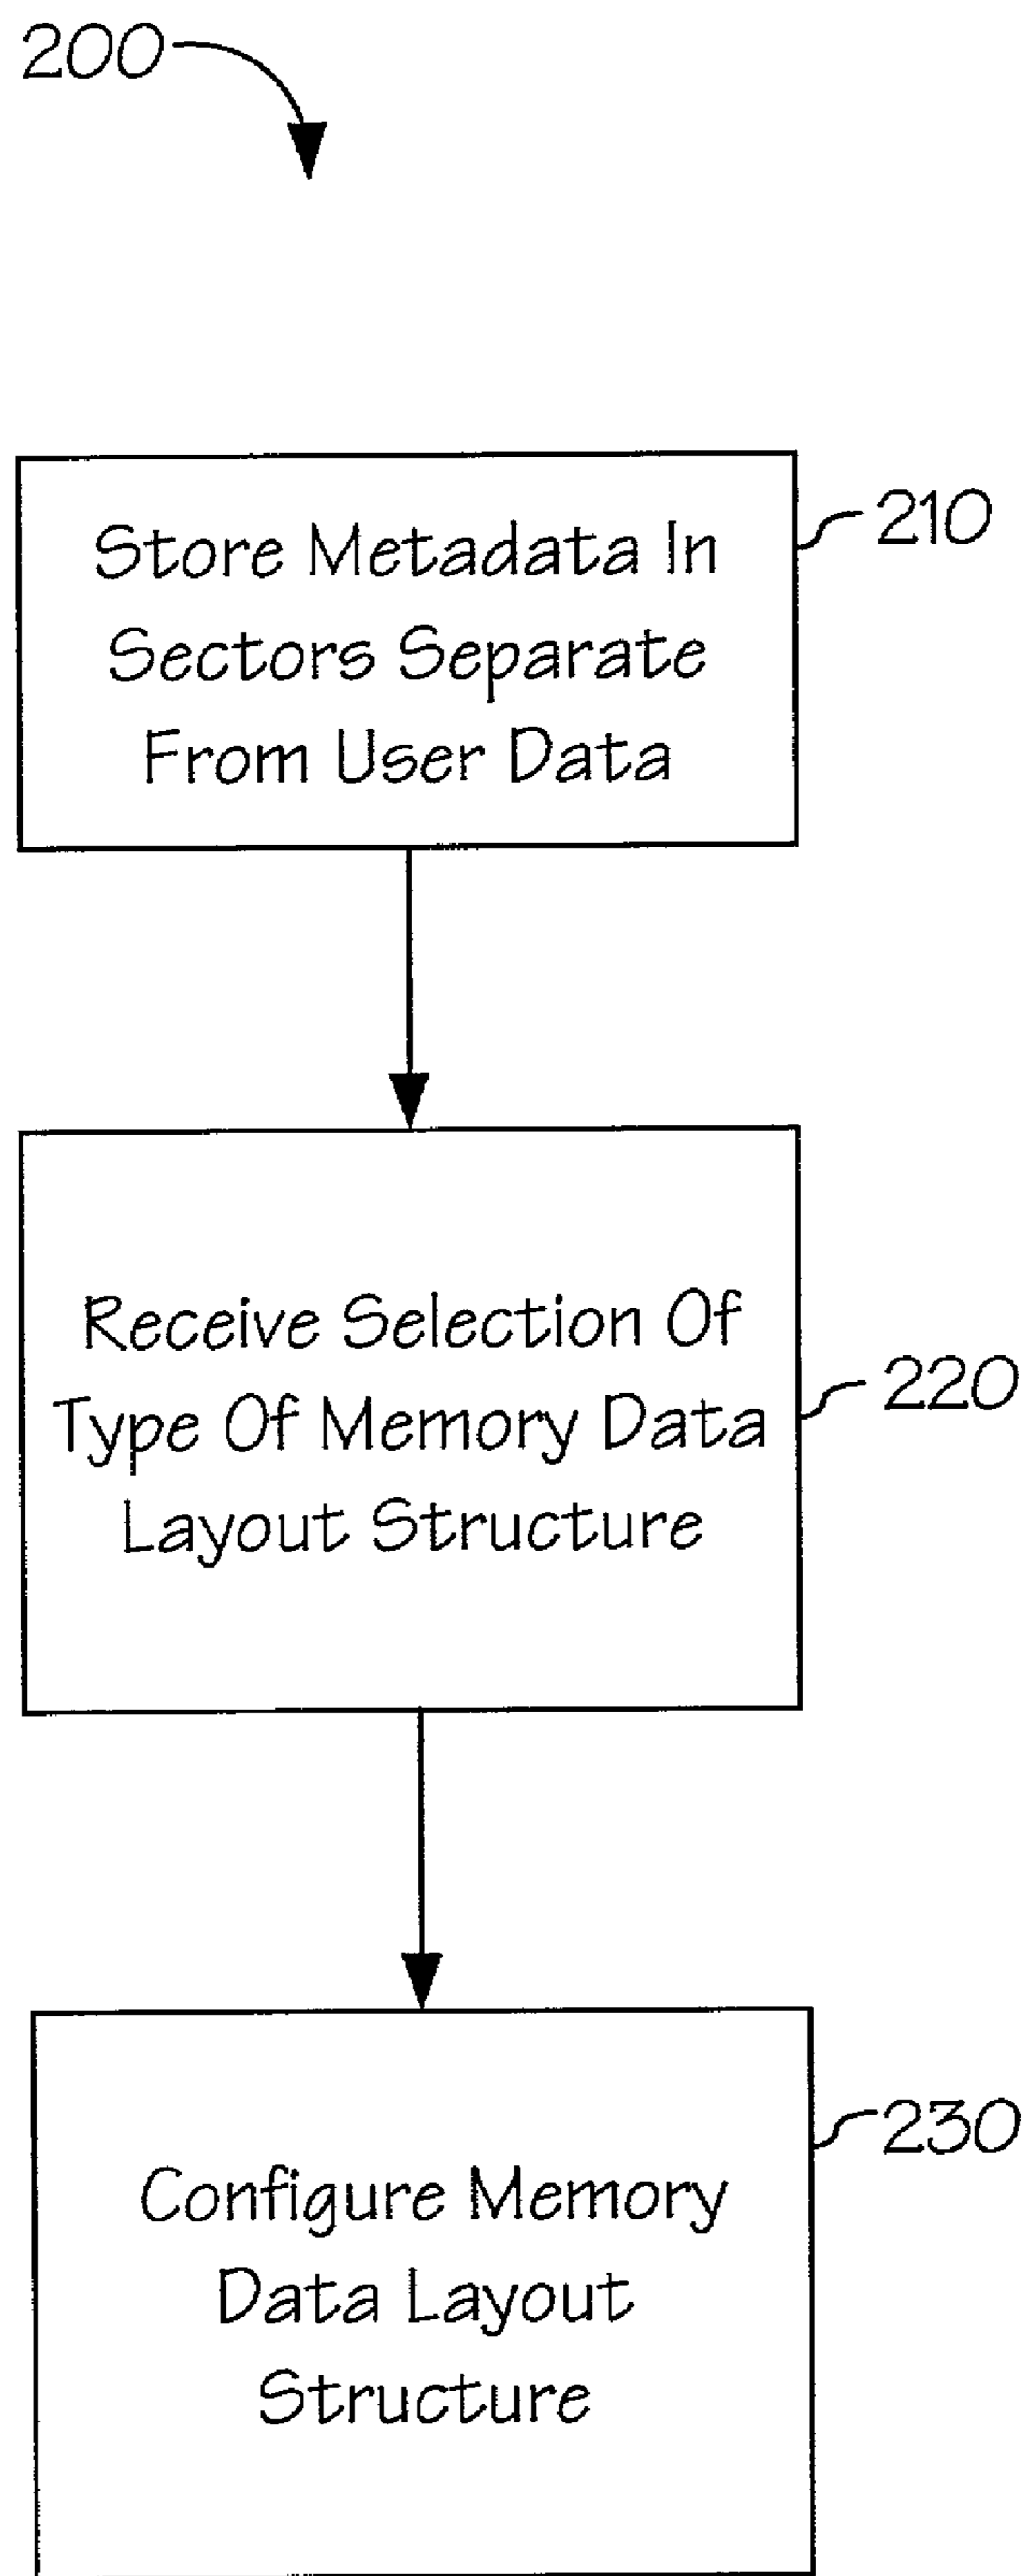 200
Store Metadata In
Sectors Separate
From User Data
210
Receive Selection Of
Type Of Memory Data
Layout Structure
220
Configure Memory
Data Layout
Structure
230